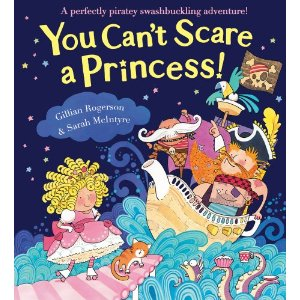 A perfectly piratey swashbuckling adventure!
You Can't Scare
a Princess!
Gillian Rogerson
& Sarah McIntyre